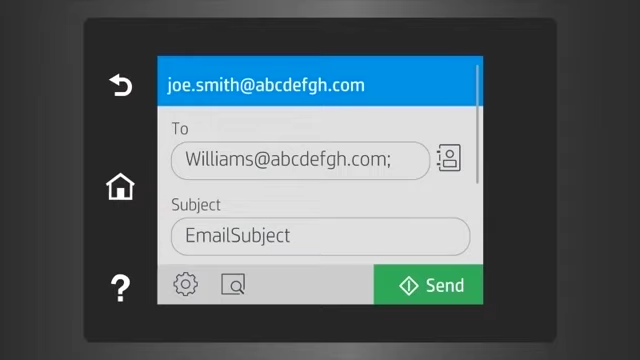 joe.smith@abcdefgh.com
To
Williams@abcdefgh.com;
Subject
EmailSubject
Send